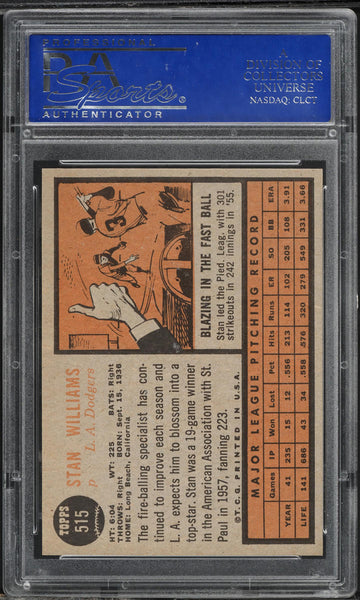 PROFESSIONAL
PSA
Sports
®
AUTHENTICATOR
A
DIVISION OF
COLLECTORS
UNIVERSE
NASDAQ: CLCT
TOPPS
515
STAN WILLIAMS
p L. A. Dodgers
HT: 6:04 WT: 225 BATS: Right
THROWS: Right BORN: Sept. 15, 1936
HOME: Long Beach, California
The fire-balling specialist has con-
tinued to improve each season and
L. A. expects him to blossom into a
top-star. Stan was a 19-game winner
in the American Association with St.
Paul in 1957, fanning 223.
©T. C. G. PRINTED IN U.S.A.
3
BLAZING IN THE FAST BALL
Stan led the Pied. Leag. with 301
strikeouts in 242 innings in '55.
MAJOR LEAGUE PITCHING RECORD
Games IP Won Lost Pct Hits Runs ER SO BB ERA
YEAR 41 235 15 12 .556 213 114 102 205 108 3.91
LIFE 141 686 43 34 .558 576 320 279 549 331 3.66